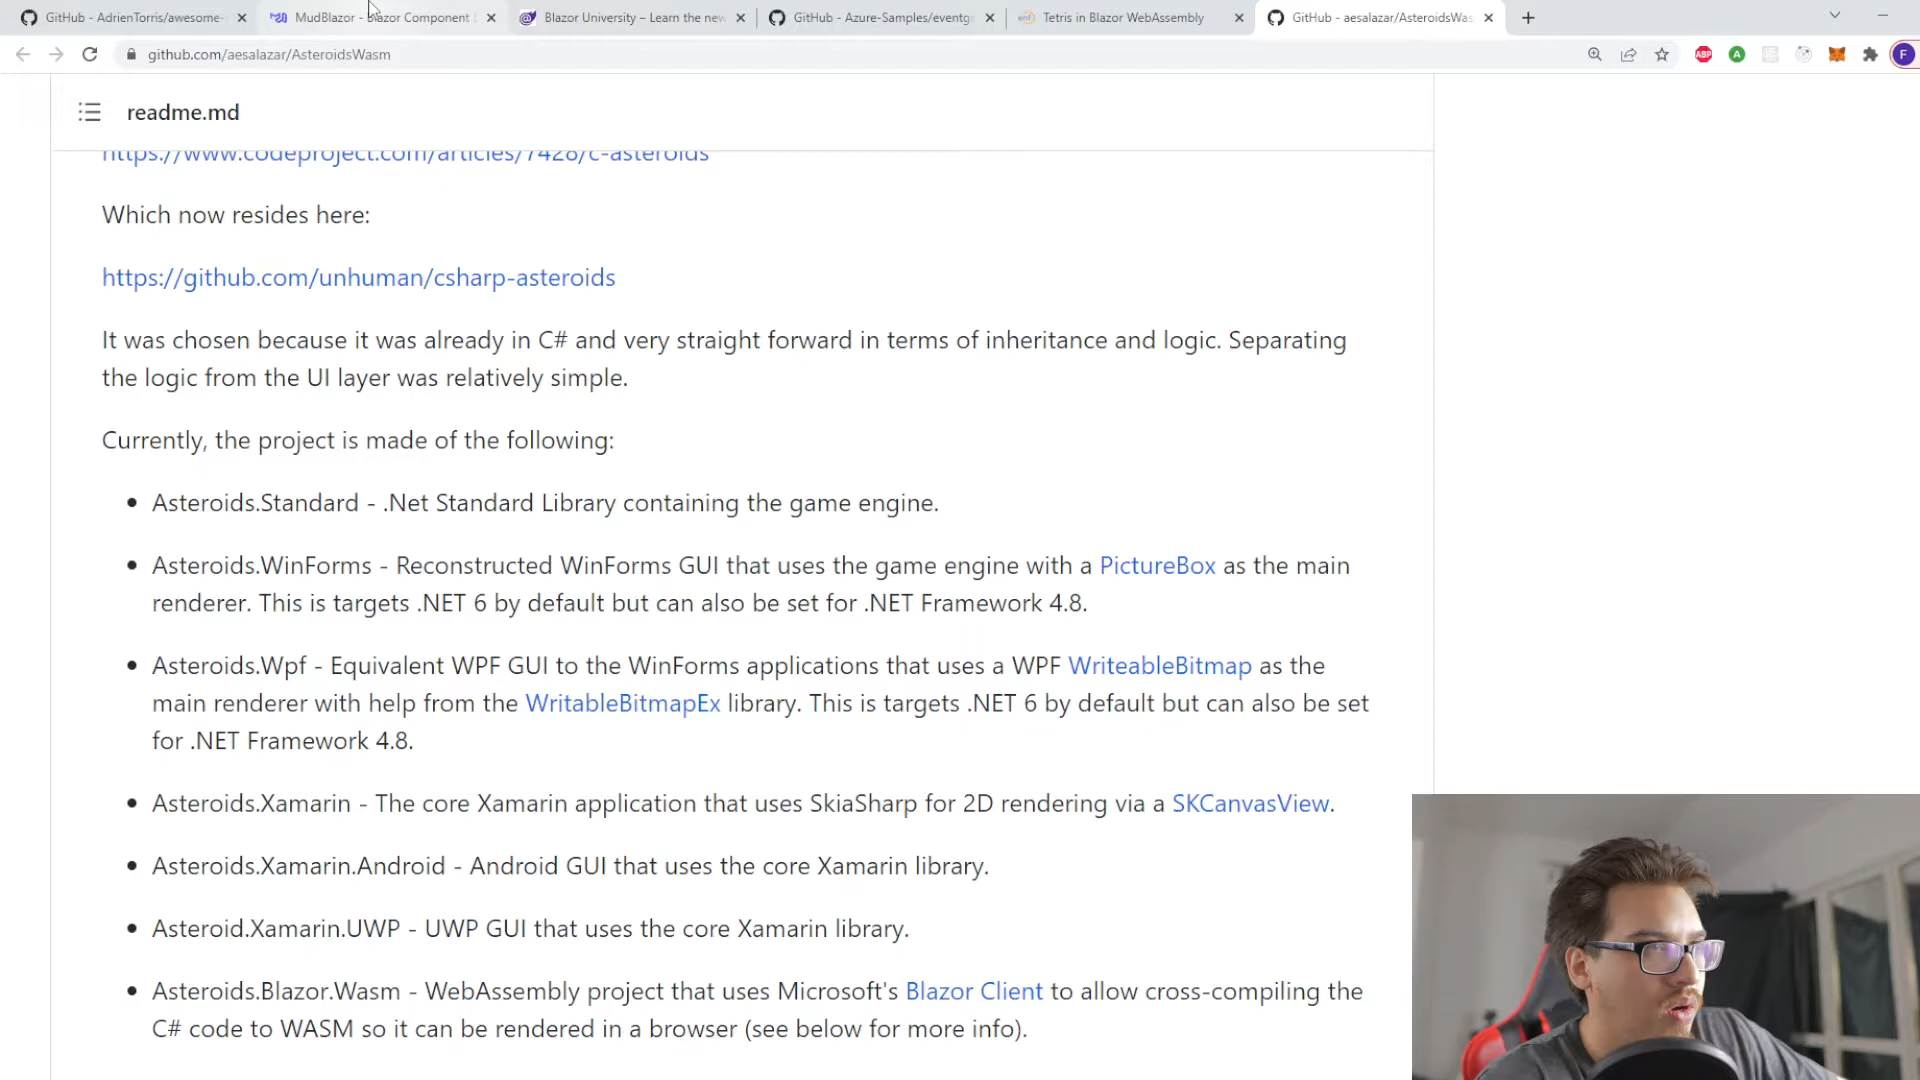 GitHub - AdrienTorris/awesome-
MudBlazor - Blazor Component
Blazor University – Learn the new
GitHub - Azure-Samples/eventg
Tetris in Blazor WebAssembly
GitHub - aesalazar/AsteroidsWas
github.com/aesalazar/AsteroidsWasm
ABP
A
F
readme.md
https://www.codeproject.com/articles/7428/c-asteroids
Which now resides here:
https://github.com/unhuman/csharp-asteroids
It was chosen because it was already in C# and very straight forward in terms of inheritance and logic. Separating
the logic from the UI layer was relatively simple.
Currently, the project is made of the following:
• Asteroids.Standard - .Net Standard Library containing the game engine.
• Asteroids.WinForms - Reconstructed WinForms GUI that uses the game engine with a PictureBox as the main
renderer. This is targets .NET 6 by default but can also be set for .NET Framework 4.8.
• Asteroids.Wpf - Equivalent WPF GUI to the WinForms applications that uses a WPF WriteableBitmap as the
main renderer with help from the WritableBitmapEx library. This is targets .NET 6 by default but can also be set
for .NET Framework 4.8.
• Asteroids.Xamarin - The core Xamarin application that uses SkiaSharp for 2D rendering via a SKCanvasView.
• Asteroids.Xamarin.Android - Android GUI that uses the core Xamarin library.
• Asteroid.Xamarin.UWP - UWP GUI that uses the core Xamarin library.
• Asteroids.Blazor.Wasm - WebAssembly project that uses Microsoft's Blazor Client to allow cross-compiling the
C# code to WASM so it can be rendered in a browser (see below for more info).